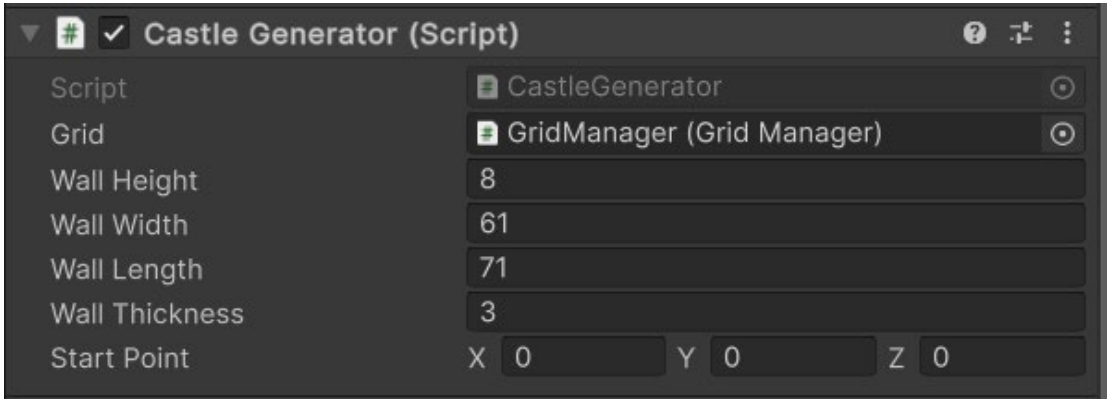 Castle Generator (Script)
Script CastleGenerator
Grid GridManager (Grid Manager)
Wall Height 8
Wall Width 61
Wall Length 71
Wall Thickness 3
Start Point X 0 Y 0 Z 0